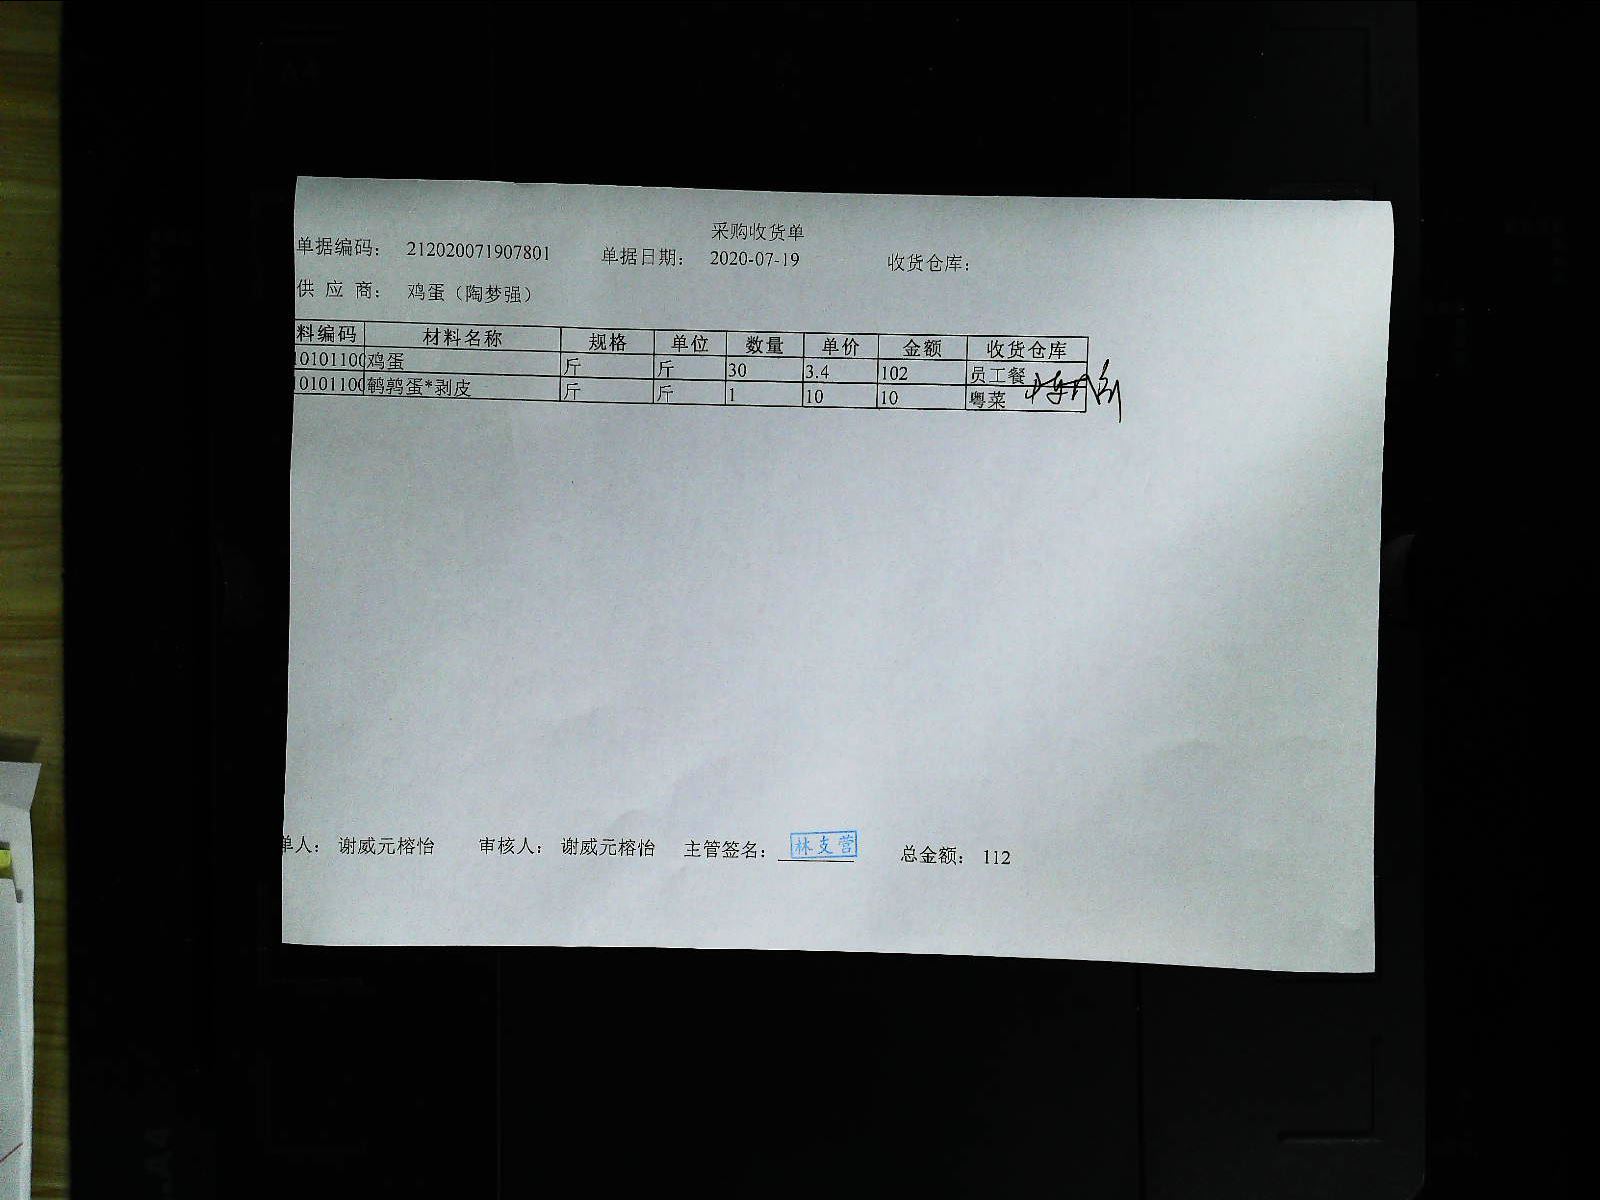 采购收货单
单据编码： 212020071907801 单据日期： 2020-07-19 收货仓库：
供 应 商： 鸡蛋（陶梦强）
料编码 材料名称 规格 单位 数量 单价 金额 收货仓库
10101100 鸡蛋 斤 斤 30 3.4 102 员工餐
10101100 鹌鹑蛋*剥皮 斤 斤 1 10 10 粤菜
单人： 谢威元榕怡 审核人： 谢威元榕怡 主管签名： 林支营 总金额： 112